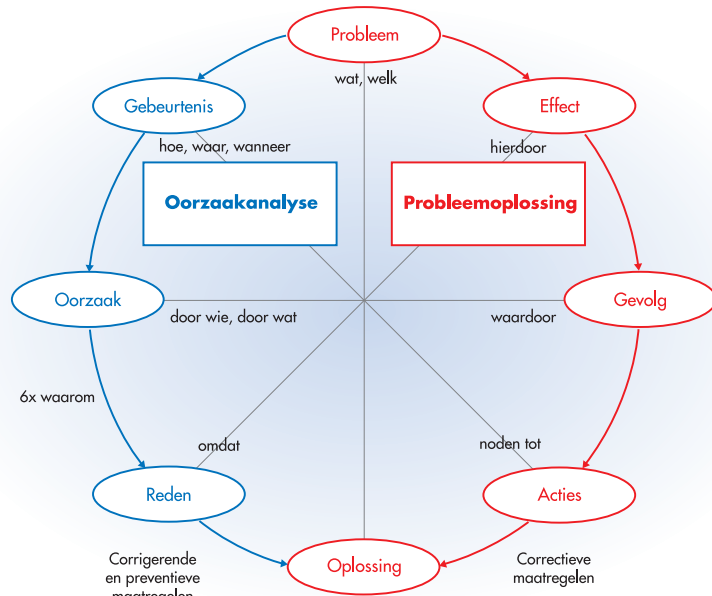 Probleem
wat, welk
Gebeurtenis
Effect
hoe, waar, wanneer
hierdoor
Oorzaakanalyse
Probleemoplossing
Oorzaak
Gevolg
door wie, door wat
waardoor
6x waarom
omdat
noden tot
Reden
Acties
Corrigerende
en preventieve
maatregelen
Oplossing
Correctieve
maatregelen